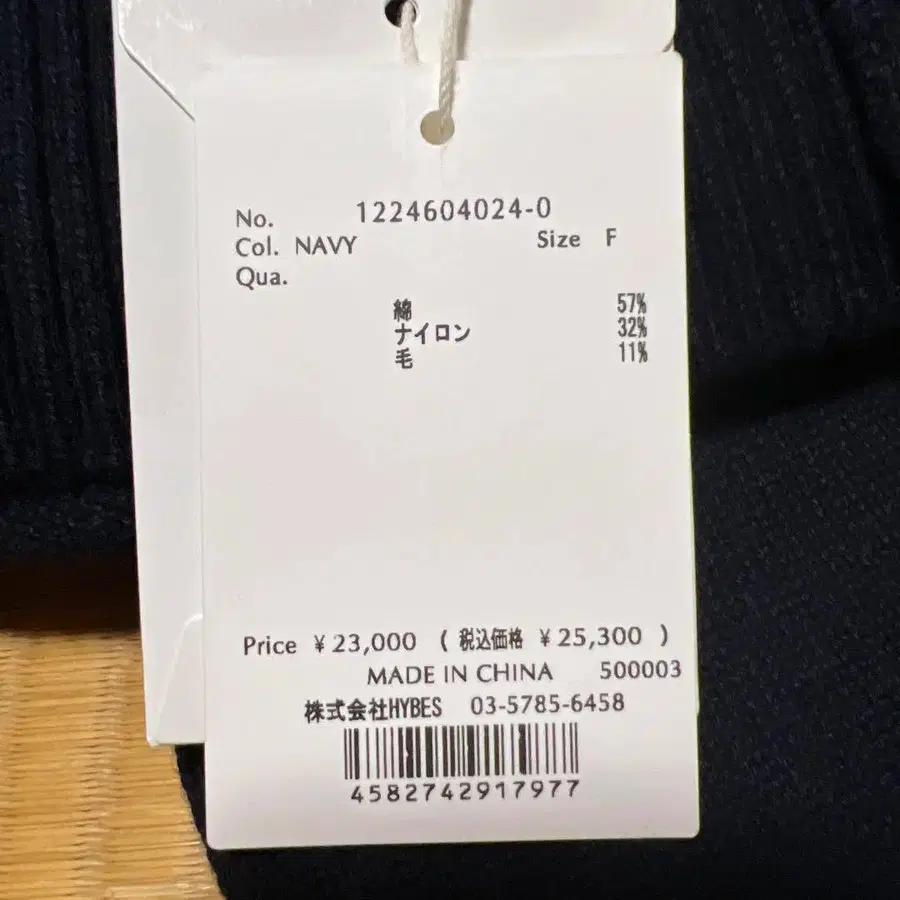 No. 1224604024-0
Col. NAVY Size F
Qua.
綿 57%
ナイロン 32%
毛 11%
Price ¥23,000 ( 税込価格 ¥25,300 )
MADE IN CHINA 500003
株式会社HYBES 03-5785-6458
4582742917977